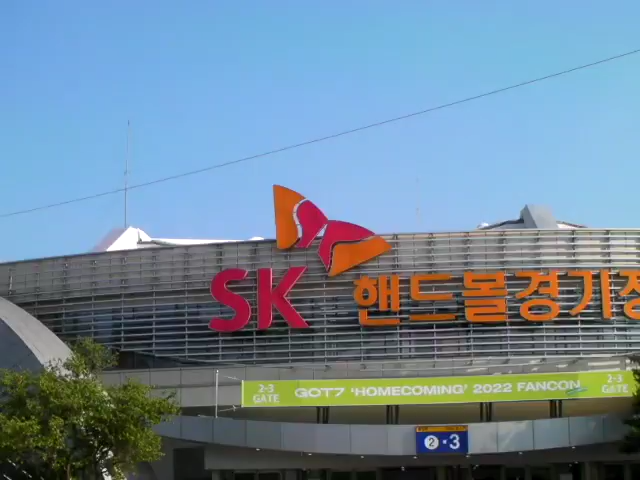 SK 핸드볼경기장
2-3 GATE
GOT7 'HOMECOMING' 2022 FANCON
2-3 GATE
2·3